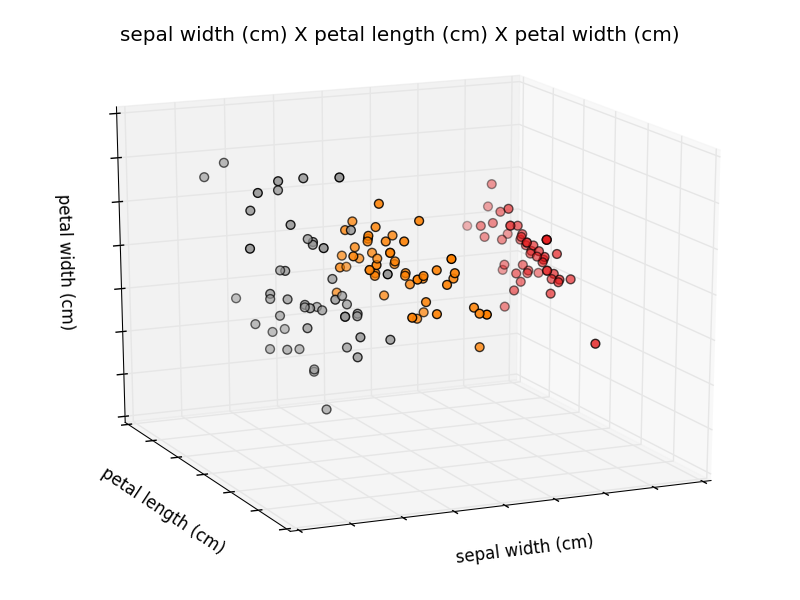 sepal width (cm) X petal length (cm) X petal width (cm)
petal width (cm)
petal length (cm)
sepal width (cm)